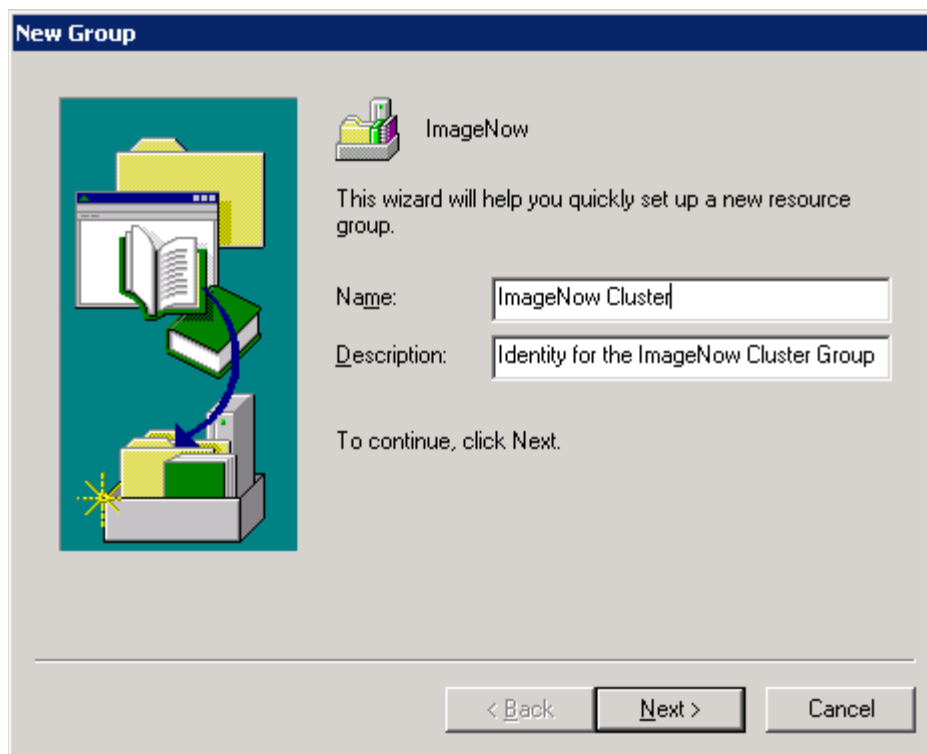 New Group
ImageNow
This wizard will help you quickly set up a new resource
group.
Name: ImageNow Cluster
Description: Identity for the ImageNow Cluster Group
To continue, click Next.
< Back Next > Cancel